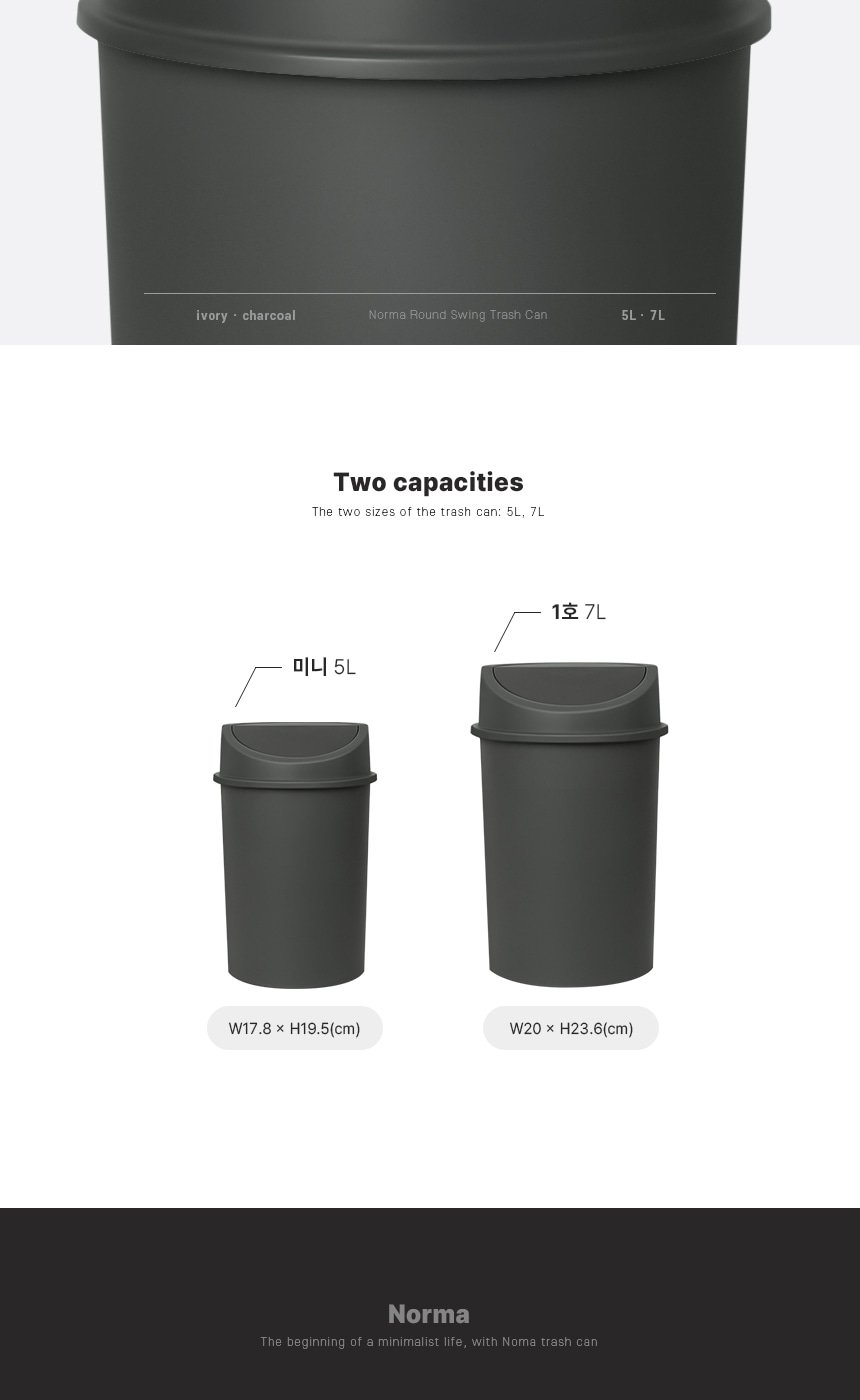 ivory · charcoal
Norma Round Swing Trash Can
5L · 7L
Two capacities
The two sizes of the trash can: 5L, 7L
1호 7L
미니 5L
W17.8 × H19.5(cm)
W20 × H23.6(cm)
Norma
The beginning of a minimalist life, with Noma trash can